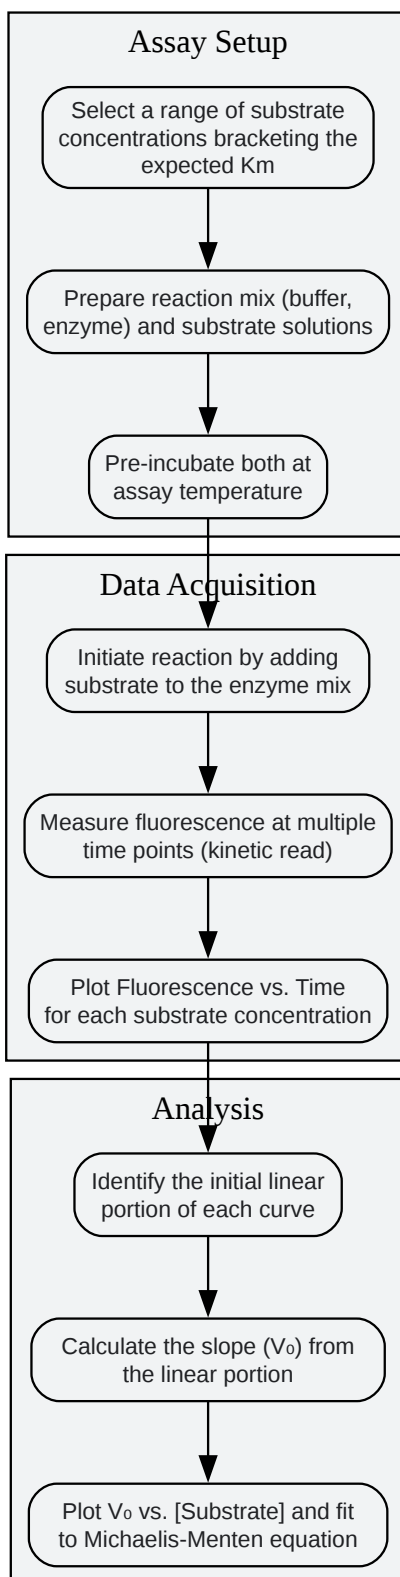 Assay Setup
Select a range of substrate
concentrations bracketing the
expected Km
Prepare reaction mix (buffer,
enzyme) and substrate solutions
Pre-incubate both at
assay temperature
Data Acquisition
Initiate reaction by adding
substrate to the enzyme mix
Measure fluorescence at multiple
time points (kinetic read)
Plot Fluorescence vs. Time
for each substrate concentration
Analysis
Identify the initial linear
portion of each curve
Calculate the slope (V₀) from
the linear portion
Plot V₀ vs. [Substrate] and fit
to Michaelis-Menten equation